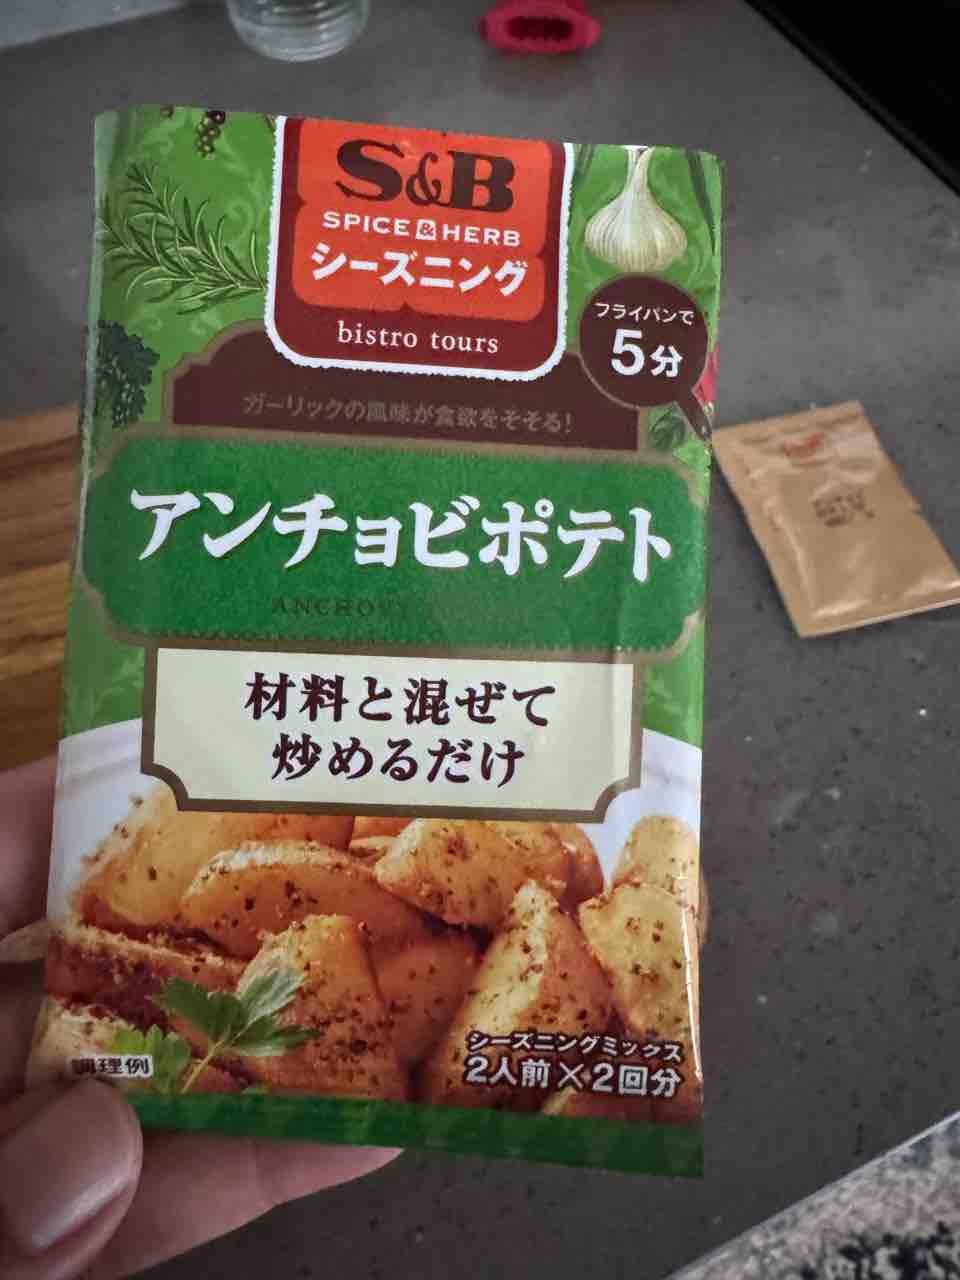 S&B
SPICE & HERB
シーズニング
bistro tours
フライパンで
5分
ガーリックの風味が食欲をそそる!
アンチョビポテト
ANCHOVY
材料と混ぜて
炒めるだけ
調理例
シーズニングミックス
2人前×2回分